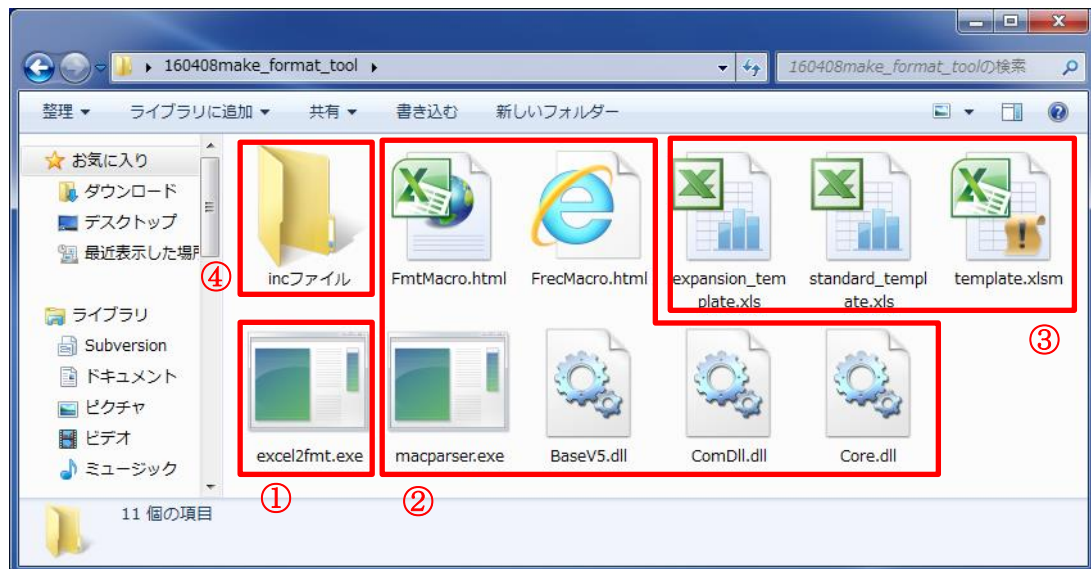 160408make_format_tool
160408make_format_toolの検索
整理 ライブラリに追加 共有 書き込む 新しいフォルダー
お気に入り
ダウンロード
デスクトップ
最近表示した場所
ライブラリ
Subversion
ドキュメント
ピクチャ
ビデオ
ミュージック
④
incファイル
FmtMacro.html
FrecMacro.html
expansion_tem
plate.xls
standard_templ
ate.xls
template.xlsm
③
excel2fmt.exe
macparser.exe
BaseV5.dll
ComDll.dll
Core.dll
①
②
11 個の項目